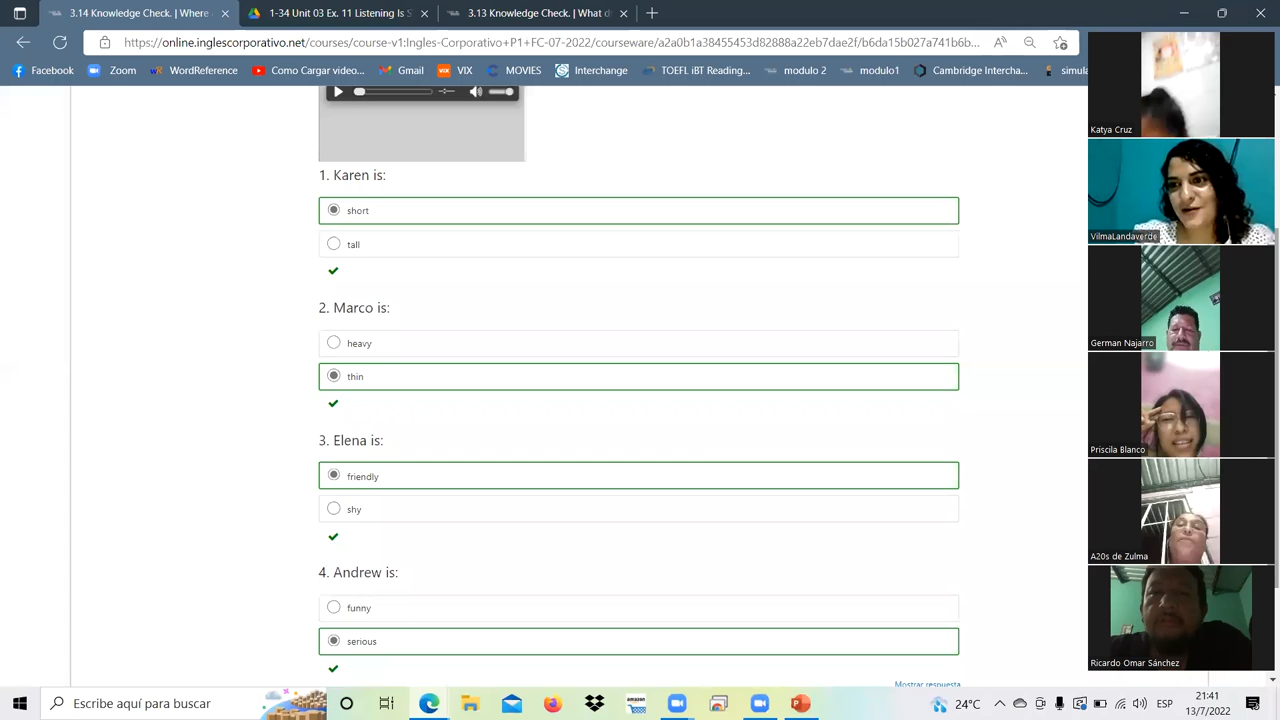 3.14 Knowledge Check. | Where
1-34 Unit 03 Ex. Listening Is S
3.13 Knowledge Check. | What d
https://online.inglescorporativo.net/courses/course-v1:Ingles-Corporativo+P1+FC-07-2022/courseware/a2a0b1a38455453d82888a22eb7dae2f/b6da15b027a741b6b...
Facebook
Zoom
WordReference
Como Cargar video...
Gmail
VIX
MOVIES
Interchange
TOEFL iBT Reading...
modulo 2
modulo1
Cambridge Intercha...
simula
1. Karen is:
short
tall
2. Marco is:
heavy
thin
3. Elena is:
friendly
shy
4. Andrew is:
funny
serious
Mostrar respuesta
Katya Cruz
VilmaLandaverde
German Najarro
Priscila Blanco
A20s de Zulma
Ricardo Omar Sánchez
Escribe aquí para buscar
24°C
ESP
21:41
13/7/2022